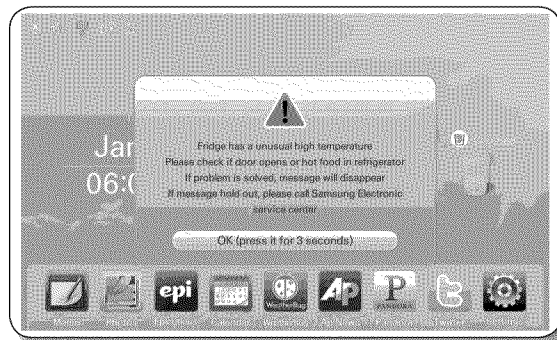 Jan
06:0
Fridge has a unusual high temperature
Please check if door opens or hot food in refrigerator
If problem is solved, message will disappear
If message hold out, please call Samsung Electronic
service center
OK (press it for 3 seconds)
epi
WeatherBug
AP
P
PANDORA